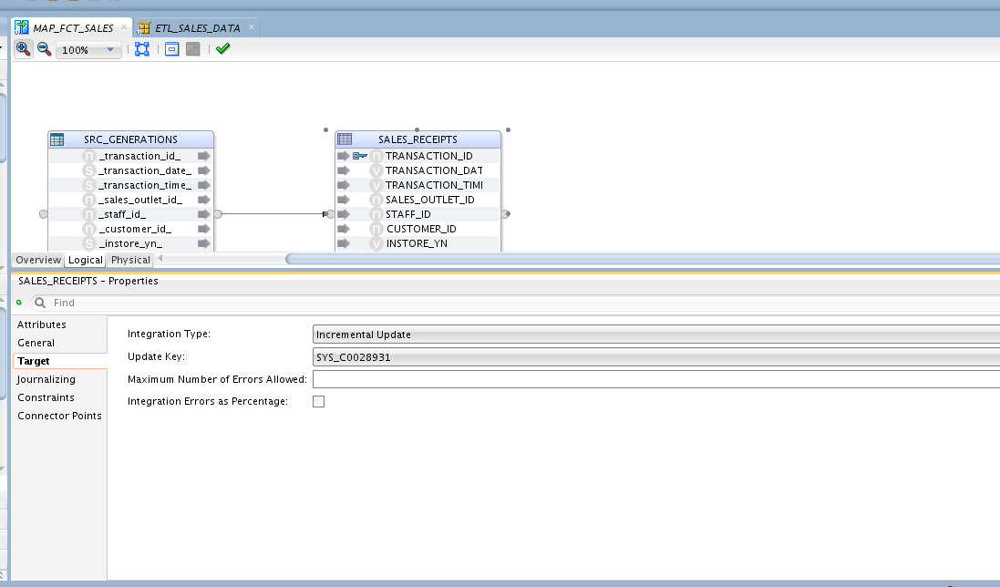 MAP_FCT_SALES ETL_SALES_DATA
100%
SRC_GENERATIONS
_transaction_id_
_transaction_date_
_transaction_time_
_sales_outlet_id_
_staff_id_
_customer_id_
_instore_yn_
SALES_RECEIPTS
TRANSACTION_ID
TRANSACTION_DAT
TRANSACTION_TIMI
SALES_OUTLET_ID
STAFF_ID
CUSTOMER_ID
INSTORE_YN
Overview Logical Physical
SALES_RECEIPTS - Properties
Find
Attributes
General
Target
Journalizing
Constraints
Connector Points
Integration Type: Incremental Update
Update Key: SYS_C0028931
Maximum Number of Errors Allowed:
Integration Errors as Percentage: